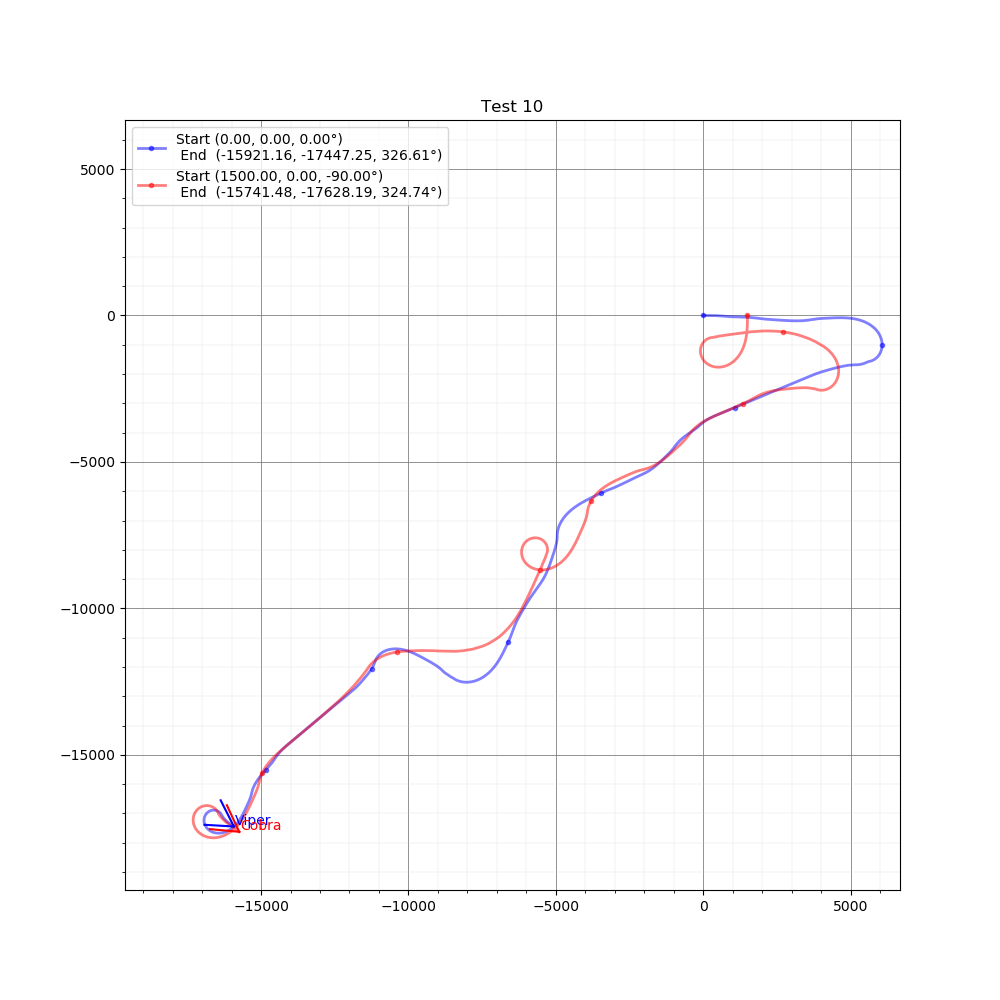 Test 10
Start (0.00, 0.00, 0.00°)
End (-15921.16, -17447.25, 326.61°)
Start (1500.00, 0.00, -90.00°)
End (-15741.48, -17628.19, 324.74°)
5000
0
−5000
−10000
−15000
Viper
Cobra
−15000 −10000 −5000 0 5000